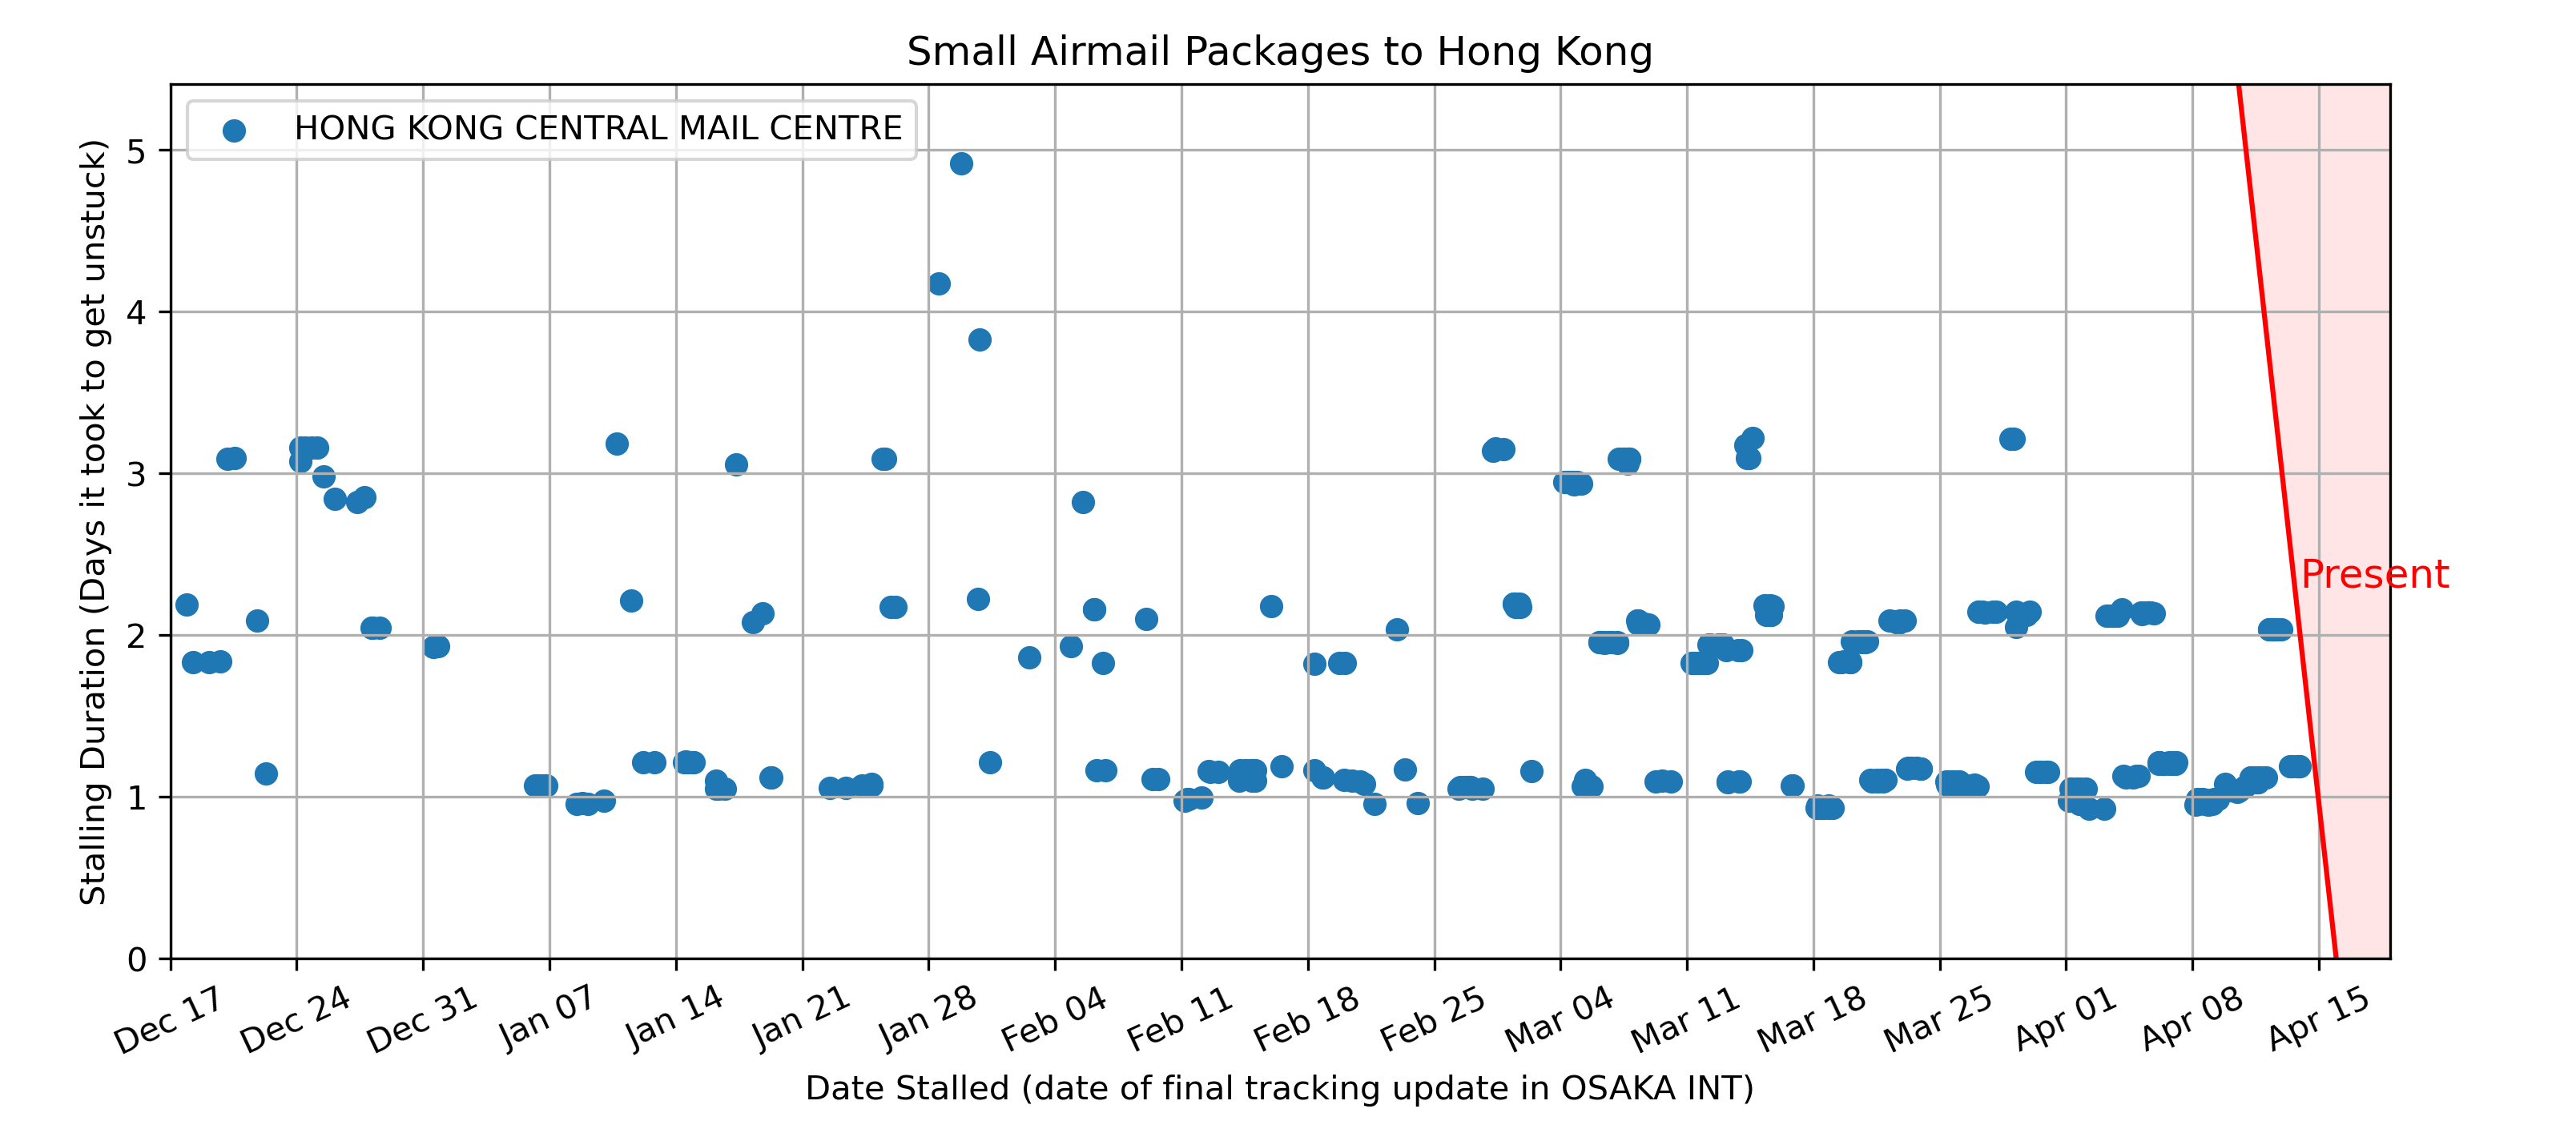 Small Airmail Packages to Hong Kong
HONG KONG CENTRAL MAIL CENTRE
Stalling Duration (Days it took to get unstuck)
5
4
3
2
1
0
Present
Dec 17
Dec 24
Dec 31
Jan 07
Jan 14
Jan 21
Jan 28
Feb 04
Feb 11
Feb 18
Feb 25
Mar 04
Mar 11
Mar 18
Mar 25
Apr 01
Apr 08
Apr 15
Date Stalled (date of final tracking update in OSAKA INT)